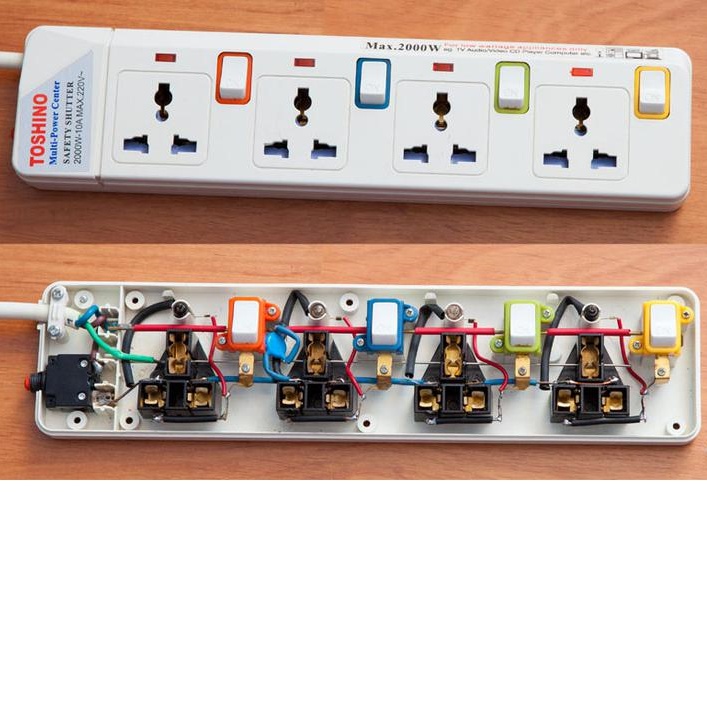 Max.2000W For low wattage appliances only
eg. TV Audio/Video CD Player Computer etc.
TOSHINO
Multi-Power Center
SAFETY SHUTTER
2000W-10A MAX.220V~